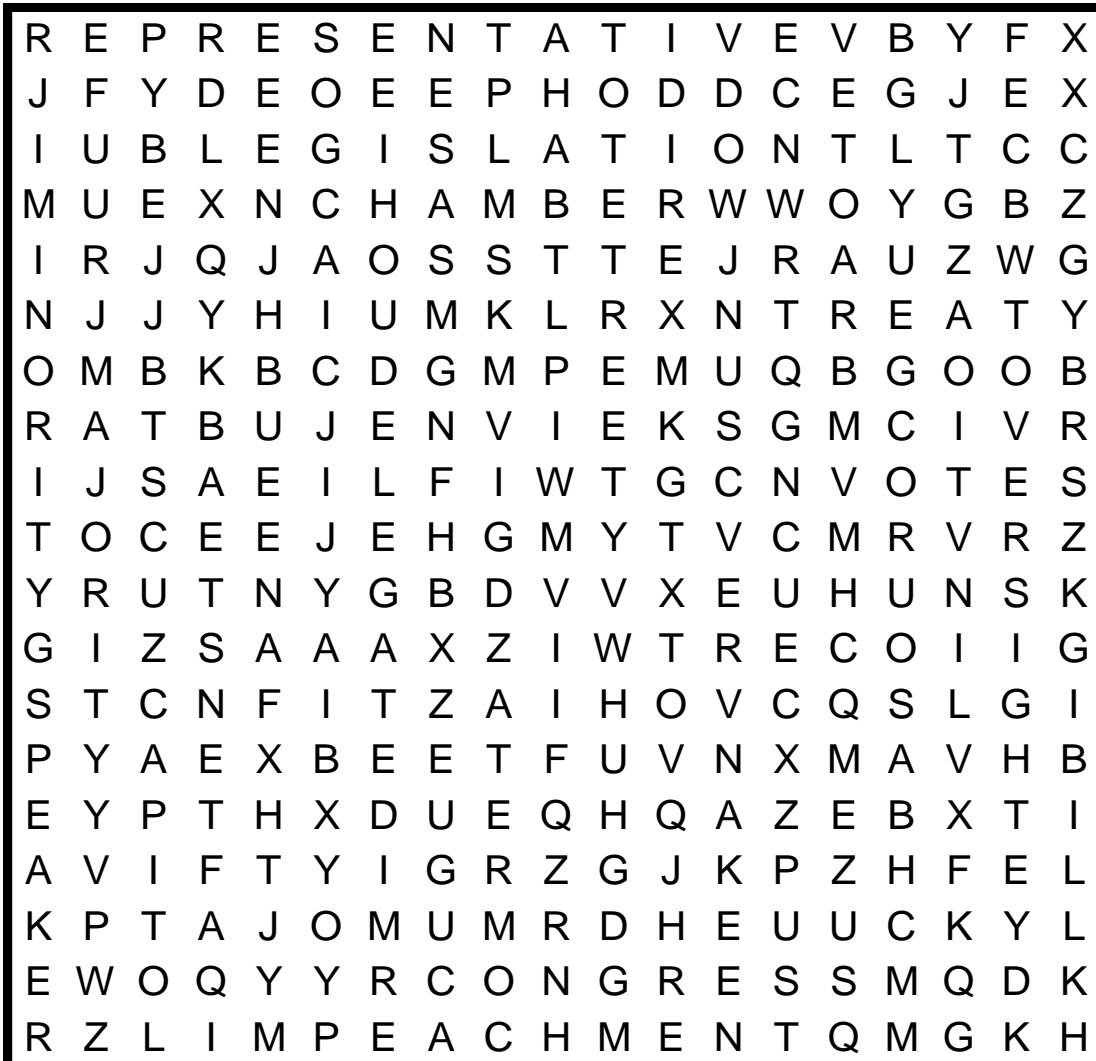 R E P R E S E N T A T I V E V B Y F X
J F Y D E O E E P H O D D C E G J E X
I U B L E G I S L A T I O N T L T C C
M U E X N C H A M B E R W W O Y G B Z
I R J Q J A O S S T T E J R A U Z W G
N J J Y H I U M K L R X N T R E A T Y
O M B K B C D G M P E M U Q B G O O B
R A T B U J E N V I E K S G M C I V R
I J S A E I L F I W T G C N V O T E S
T O C E E J E H G M Y T V C M R V R Z
Y R U T N Y G B D V V X E U H U N S K
G I Z S A A A X Z I W T R E C O I I G
S T C N F I T Z A I H O V C Q S L G I
P Y A E X B E E T F U V N X M A V H B
E Y P T H X D U E Q H Q A Z E B X T I
A V I F T Y I G R Z G J K P Z H F E L
K P T A J O M U M R D H E U U C K Y L
E W O Q Y Y R C O N G R E S S M Q D K
R Z L I M P E A C H M E N T Q M G K H